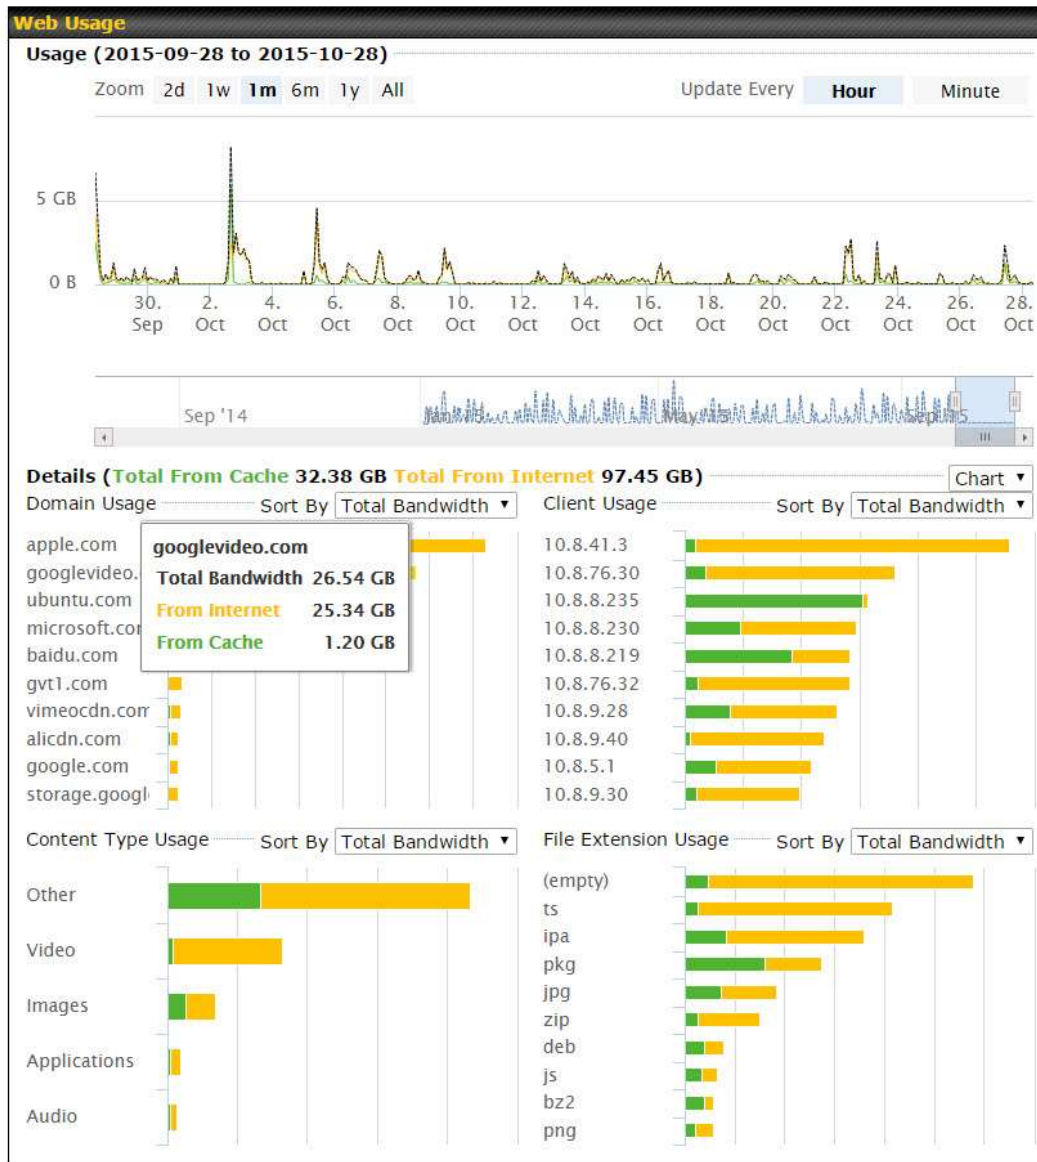 Web Usage
Usage (2015-09-28 to 2015-10-28)
Zoom 2d 1w 1m 6m 1y All Update Every Hour Minute
5 GB
0 B
30. Sep 2. Oct 4. Oct 6. Oct 8. Oct 10. Oct 12. Oct 14. Oct 16. Oct 18. Oct 20. Oct 22. Oct 24. Oct 26. Oct 28. Oct
Sep '14 Jan '15 May '15 Sep '15
Details (Total From Cache 32.38 GB Total From Internet 97.45 GB) Chart
Domain Usage Sort By Total Bandwidth
apple.com
googlevideo.
ubuntu.com
microsoft.cor
baidu.com
gvt1.com
vimeocdn.com
alicdn.com
google.com
storage.googl
googlevideo.com
Total Bandwidth 26.54 GB
From Internet 25.34 GB
From Cache 1.20 GB
Client Usage Sort By Total Bandwidth
10.8.41.3
10.8.76.30
10.8.8.235
10.8.8.230
10.8.8.219
10.8.76.32
10.8.9.28
10.8.9.40
10.8.5.1
10.8.9.30
Content Type Usage Sort By Total Bandwidth
Other
Video
Images
Applications
Audio
File Extension Usage Sort By Total Bandwidth
(empty)
ts
ipa
pkg
jpg
zip
deb
js
bz2
png